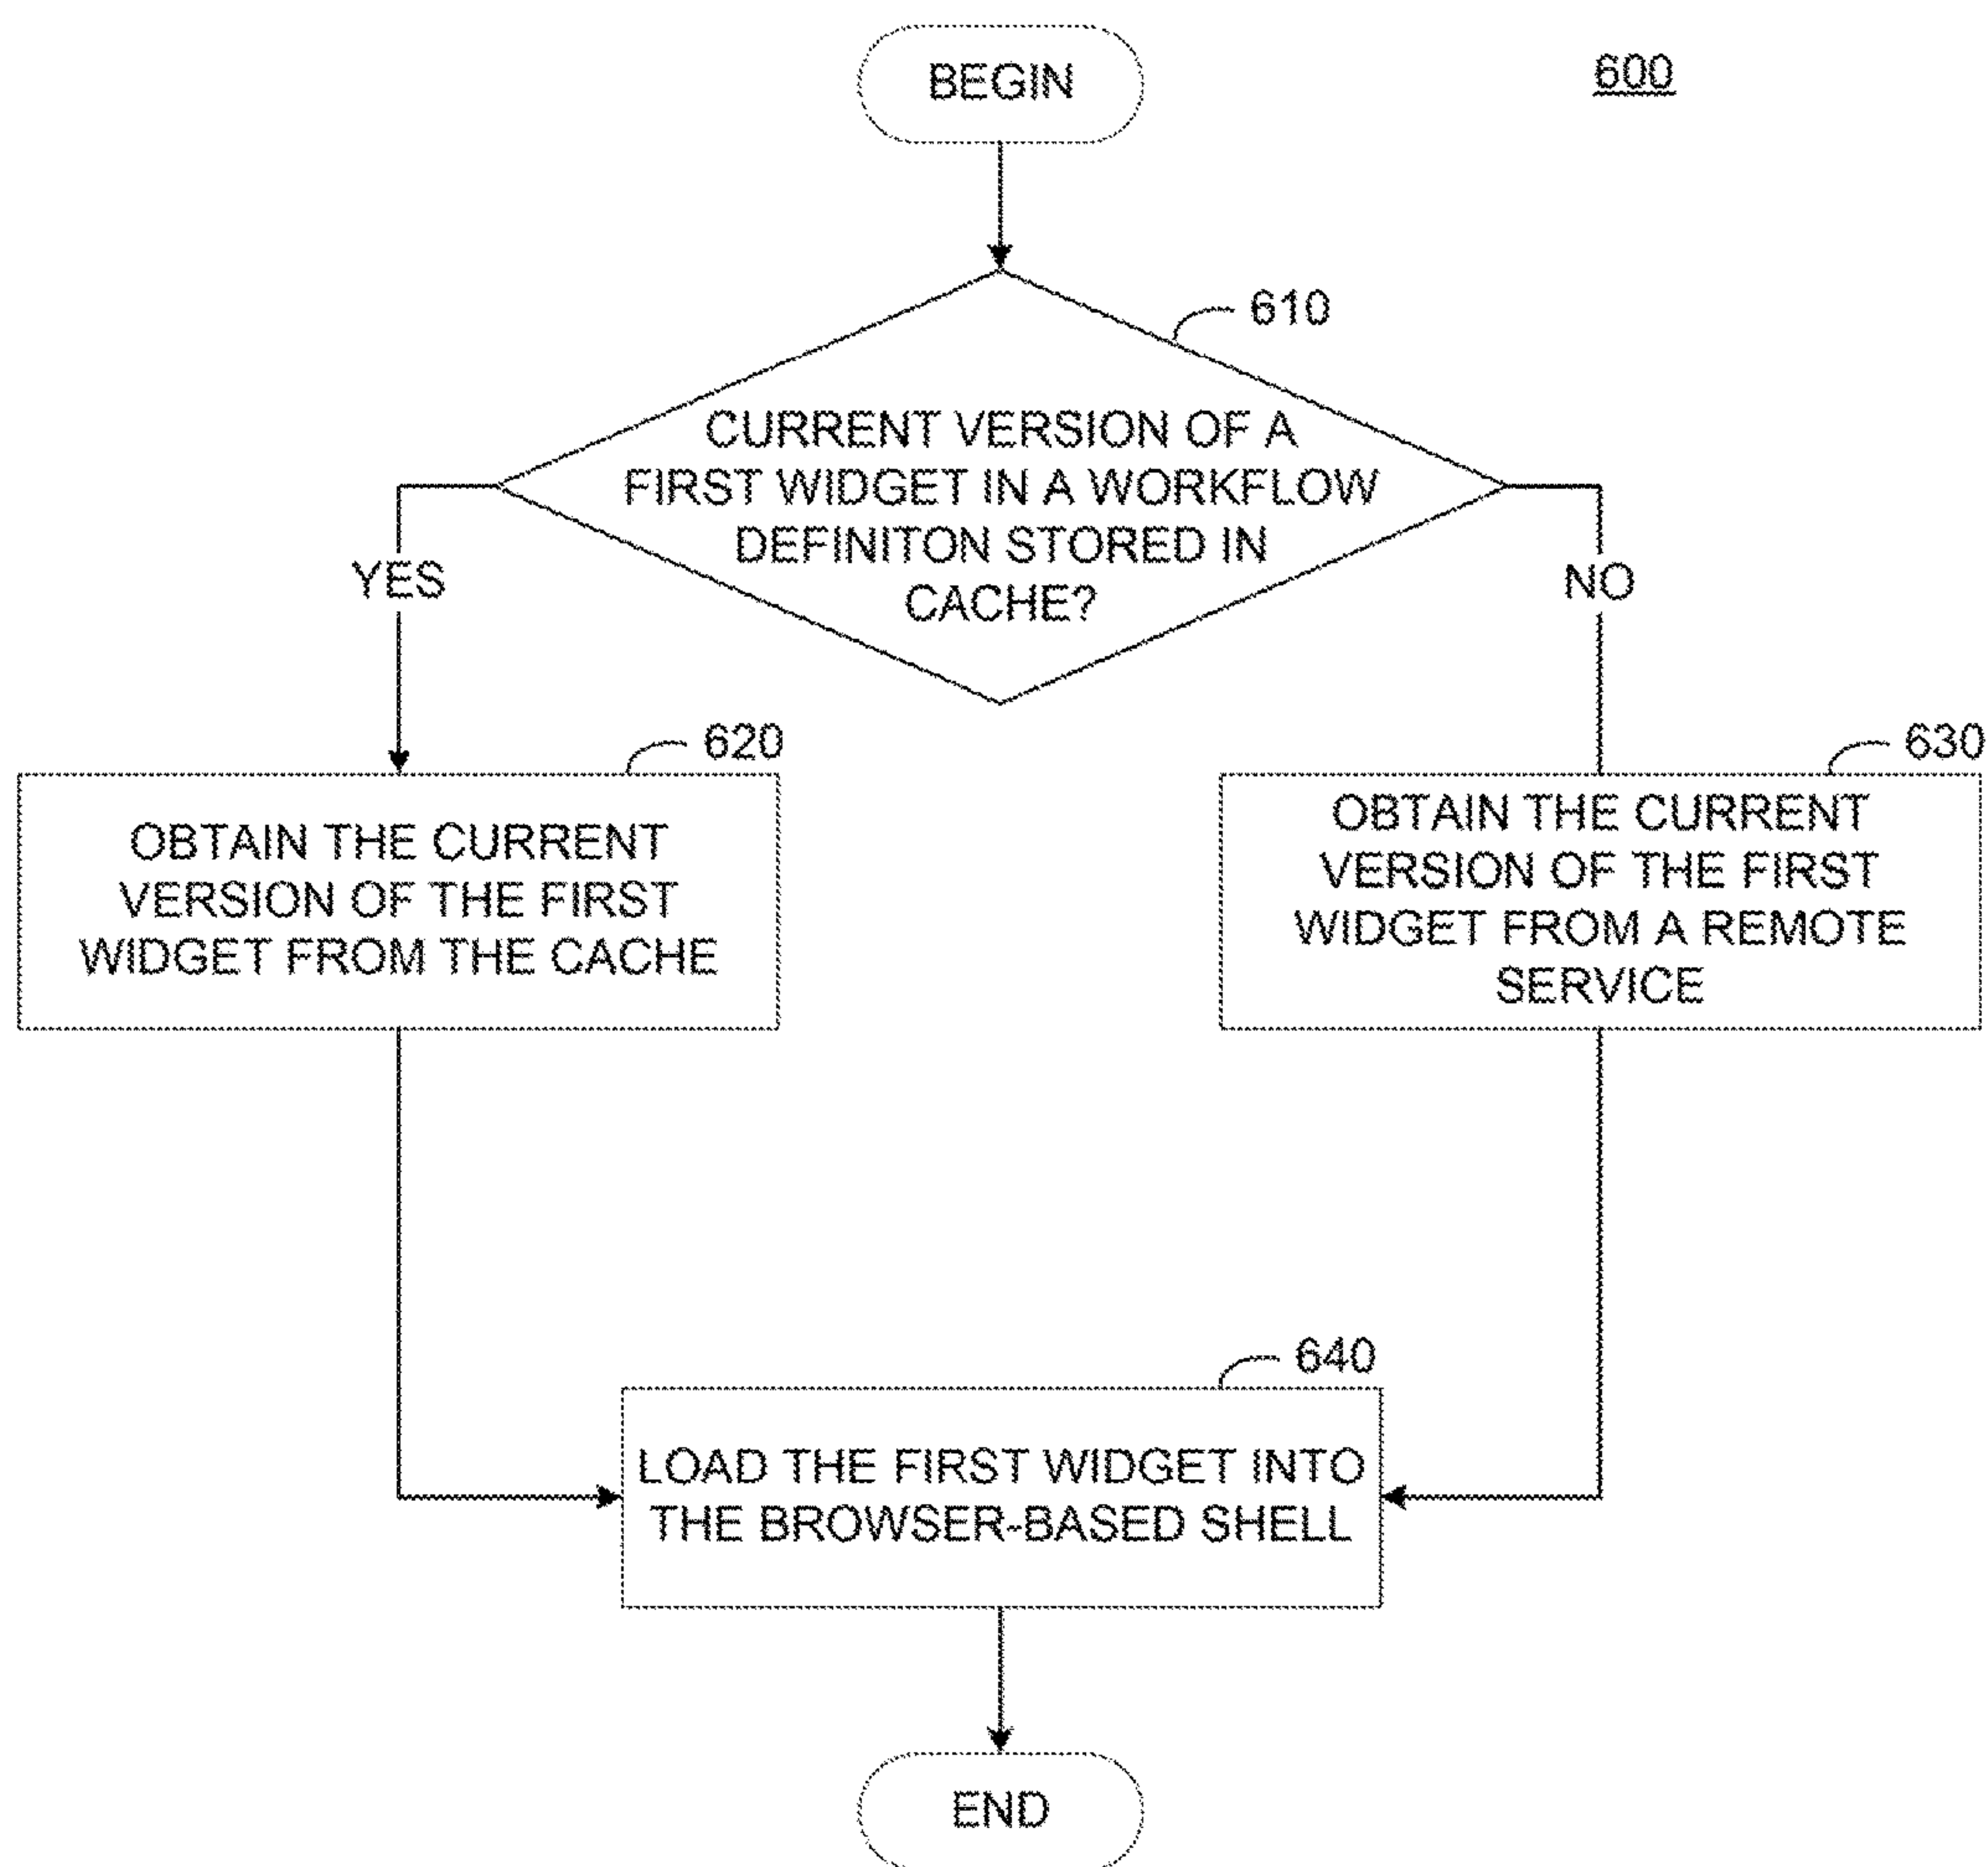 BEGIN
600
610
CURRENT VERSION OF A
FIRST WIDGET IN A WORKFLOW
DEFINITON STORED IN
CACHE?
YES
NO
620
OBTAIN THE CURRENT
VERSION OF THE FIRST
WIDGET FROM THE CACHE
630
OBTAIN THE CURRENT
VERSION OF THE FIRST
WIDGET FROM A REMOTE
SERVICE
640
LOAD THE FIRST WIDGET INTO
THE BROWSER-BASED SHELL
END